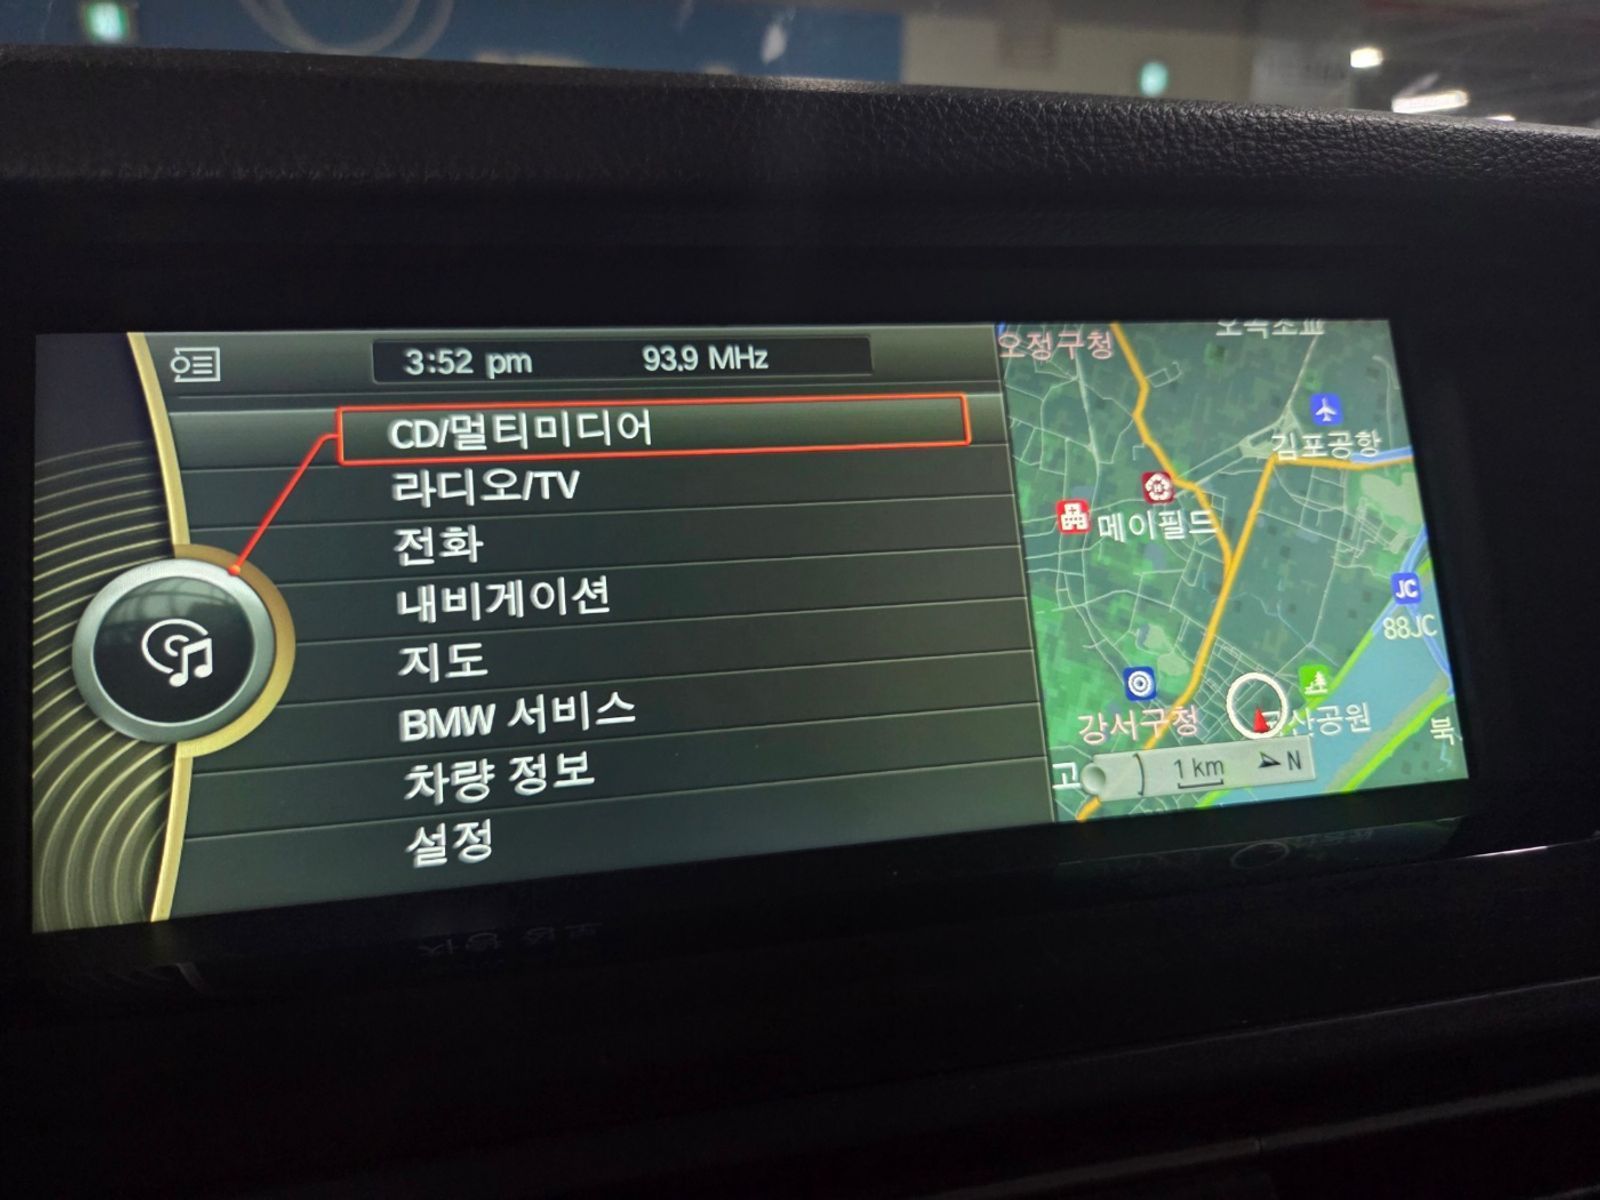 3:52 pm 93.9 MHz
CD/멀티미디어
라디오/TV
전화
내비게이션
지도
BMW 서비스
차량 정보
설정
오정구청
김포공항
메이필드
JC
88JC
강서구청
산공원
북
고
1 km
N